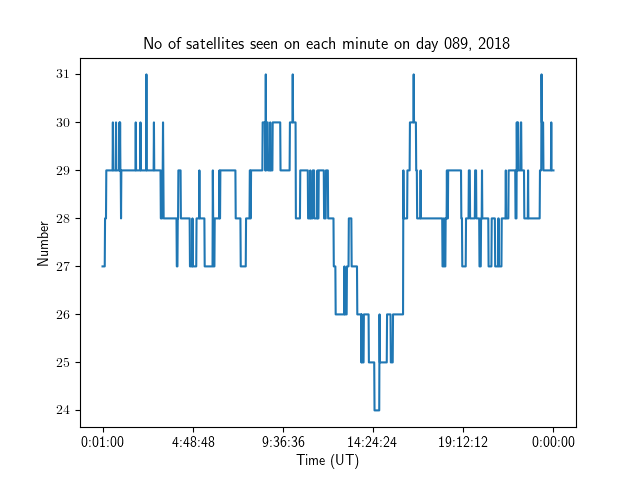 No of satellites seen on each minute on day 089, 2018
31
30
29
28
27
26
25
24
Number
0:01:00 4:48:48 9:36:36 14:24:24 19:12:12 0:00:00
Time (UT)